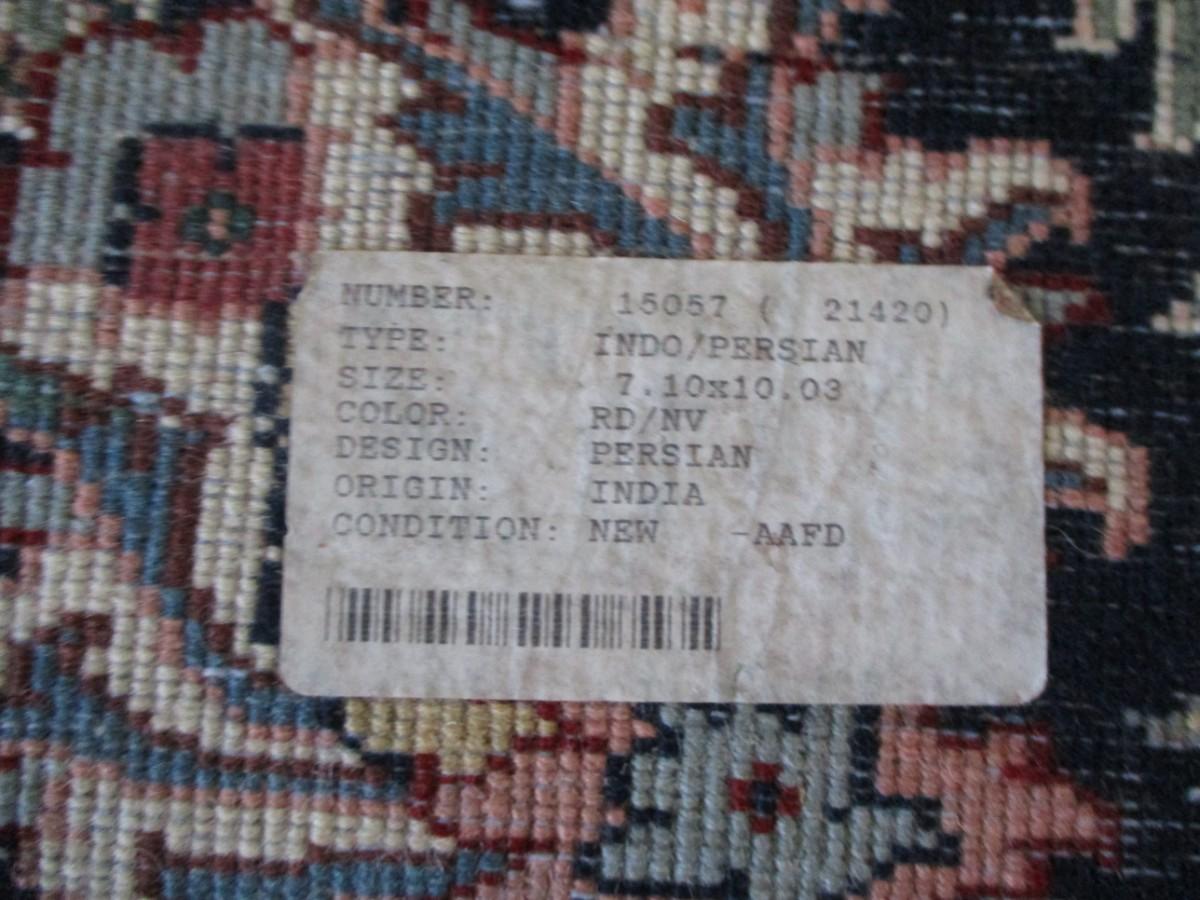 NUMBER: 15057 ( 21420)
TYPE: INDO/PERSIAN
SIZE: 7.10x10.03
COLOR: RD/NV
DESIGN: PERSIAN
ORIGIN: INDIA
CONDITION: NEW -AAFD